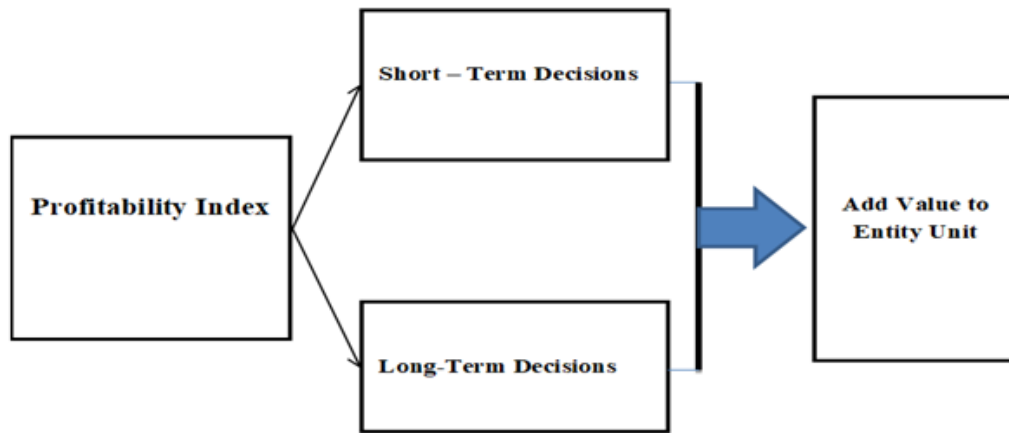 Profitability Index
Short – Term Decisions
Long-Term Decisions
Add Value to
Entity Unit